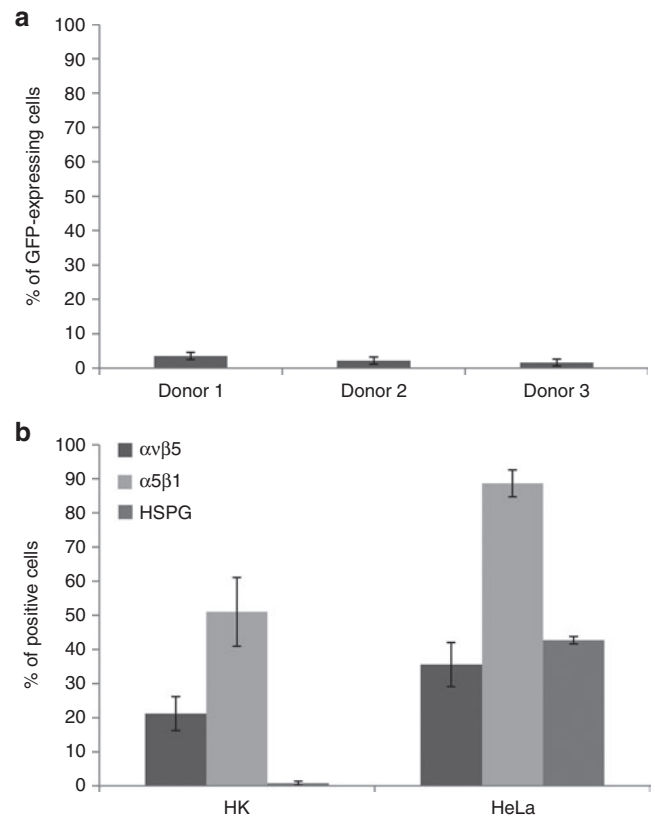 a
% of GFP-expressing cells
100
90
80
70
60
50
40
30
20
10
0
Donor 1 Donor 2 Donor 3
b
% of positive cells
100
90
80
70
60
50
40
30
20
10
0
ανβ5
α5β1
HSPG
HK HeLa